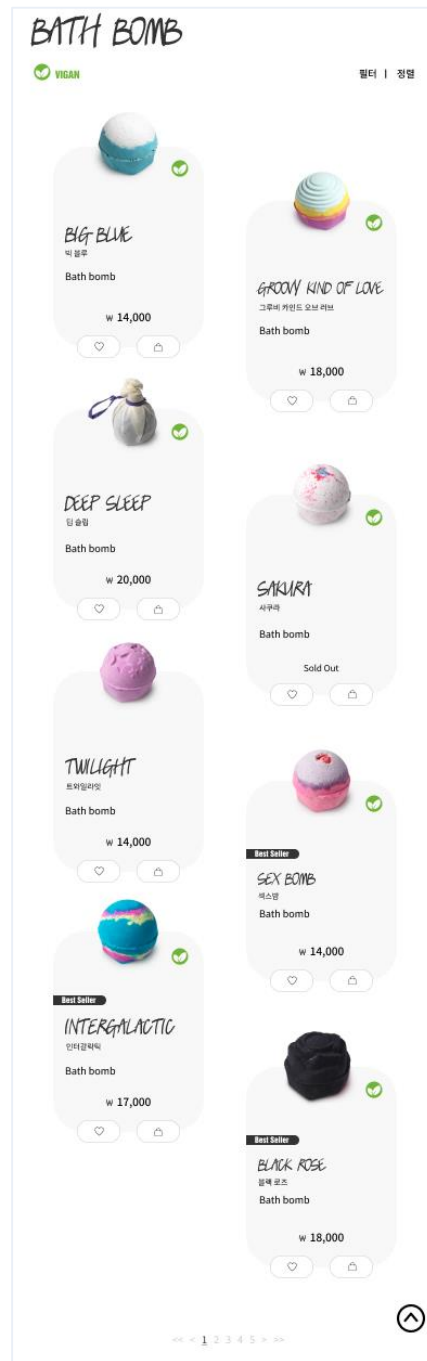 BATH BOMB
VIGAN
필터 | 정렬
BIG BLUE
빅 블루
Bath bomb
₩ 14,000
GROOVY KIND OF LOVE
그루비 카인드 오브 러브
Bath bomb
₩ 18,000
DEEP SLEEP
딥 슬립
Bath bomb
₩ 20,000
SAKURA
사쿠라
Bath bomb
Sold Out
TWILIGHT
트와일라잇
Bath bomb
₩ 14,000
Best Seller
SEX BOMB
섹스밤
Bath bomb
₩ 14,000
Best Seller
INTERGALACTIC
인터갈락틱
Bath bomb
₩ 17,000
Best Seller
BLACK ROSE
블랙 로즈
Bath bomb
₩ 18,000
<< < 1 2 3 4 5 > >>